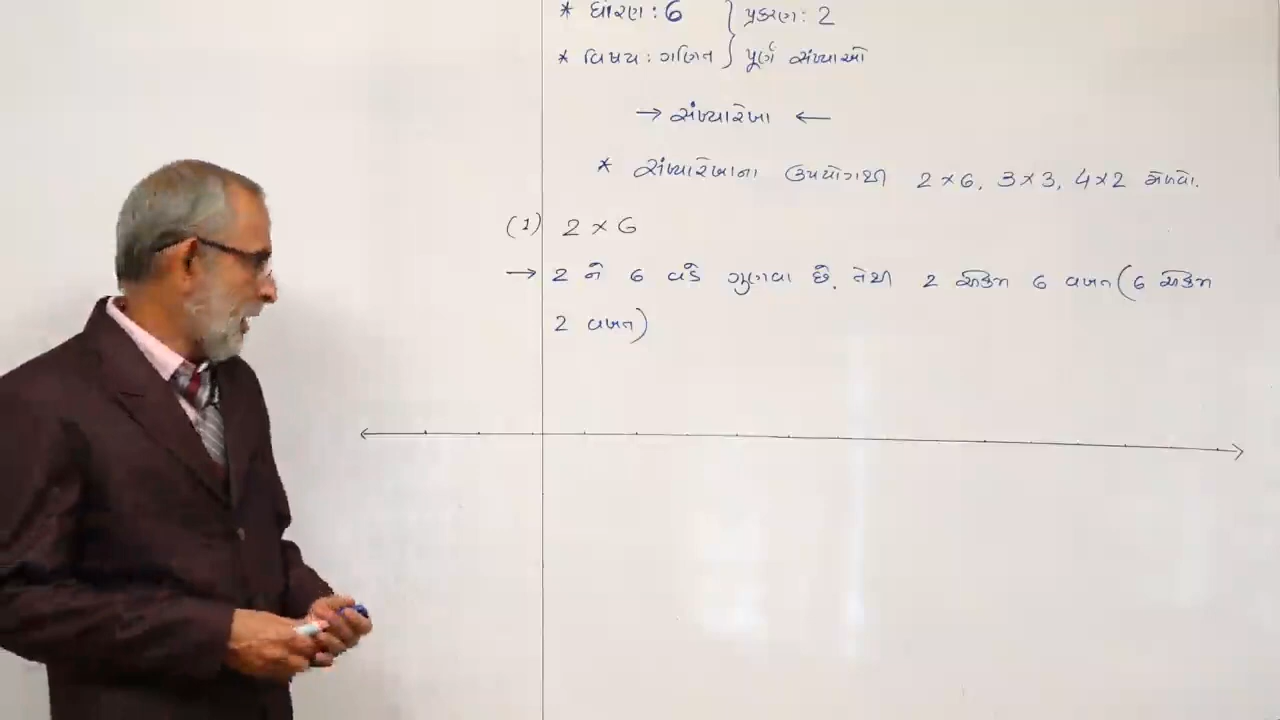 * ધોરણ : 6 } પ્રકરણ : 2
* વિષય : ગણિત } પૂર્ણ સંખ્યાઓ
→ સંખ્યારેખા ←
* સંખ્યારેખાના ઉપયોગથી 2 × 6, 3 × 3, 4 × 2 મેળવો.
(1) 2 × 6
→ 2 ને 6 વડે ગુણવા છે. તેથી 2 એકમ 6 વખત (6 એકમ
2 વખત)